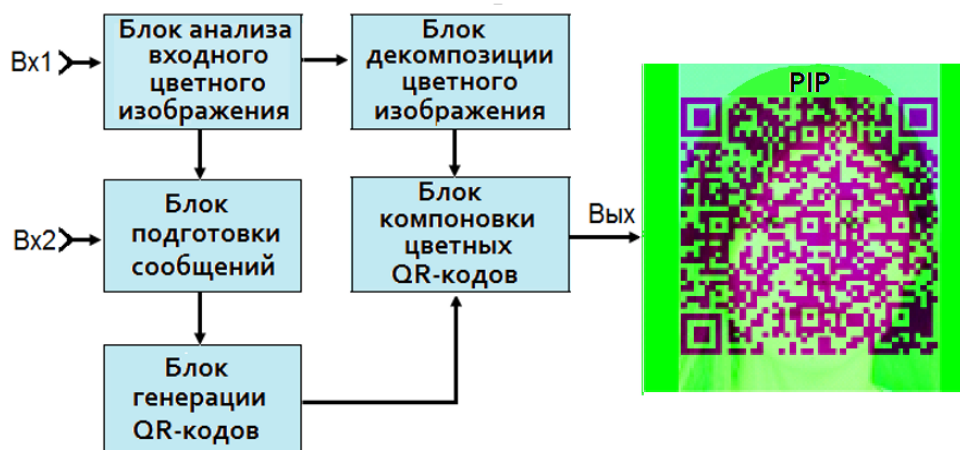 Вх1
Блок анализа
входного
цветного
изображения
Блок
декомпозиции
цветного
изображения
PIP
Вх2
Блок
подготовки
сообщений
Блок
компоновки
цветных
QR-кодов
Вых
Блок
генерации
QR-кодов